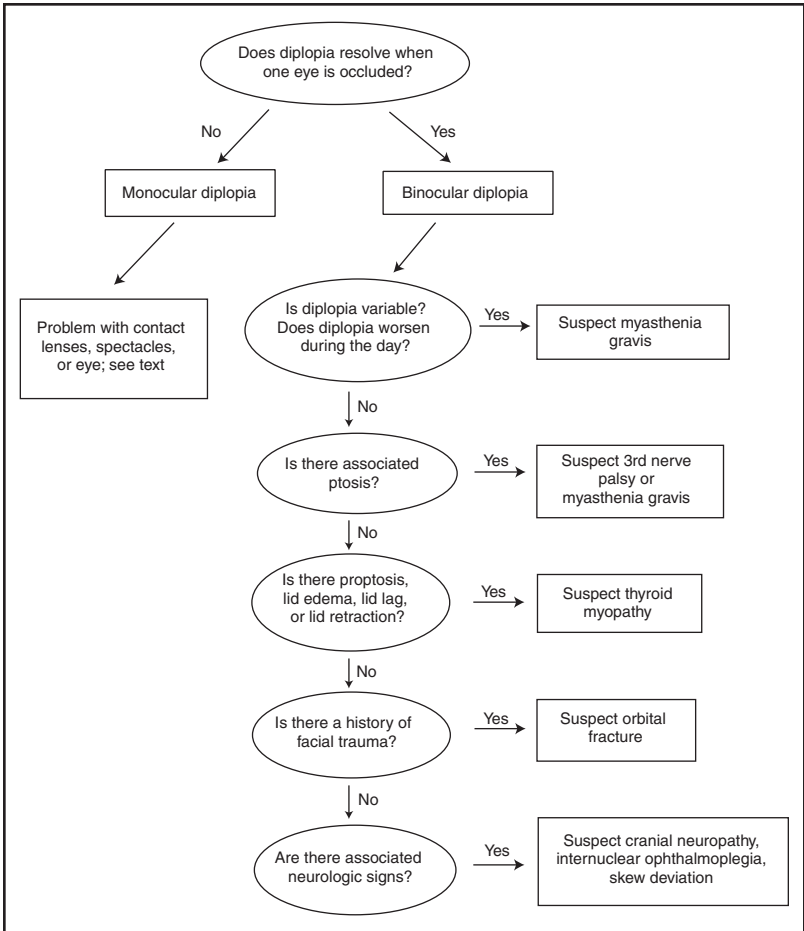 Does diplopia resolve when
one eye is occluded?
No
Yes
Monocular diplopia
Binocular diplopia
Problem with contact
lenses, spectacles,
or eye; see text
Is diplopia variable?
Does diplopia worsen
during the day?
Yes
Suspect myasthenia
gravis
No
Is there associated
ptosis?
Yes
Suspect 3rd nerve
palsy or
myasthenia gravis
No
Is there proptosis,
lid edema, lid lag,
or lid retraction?
Yes
Suspect thyroid
myopathy
No
Is there a history of
facial trauma?
Yes
Suspect orbital
fracture
No
Are there associated
neurologic signs?
Yes
Suspect cranial neuropathy,
internuclear ophthalmoplegia,
skew deviation